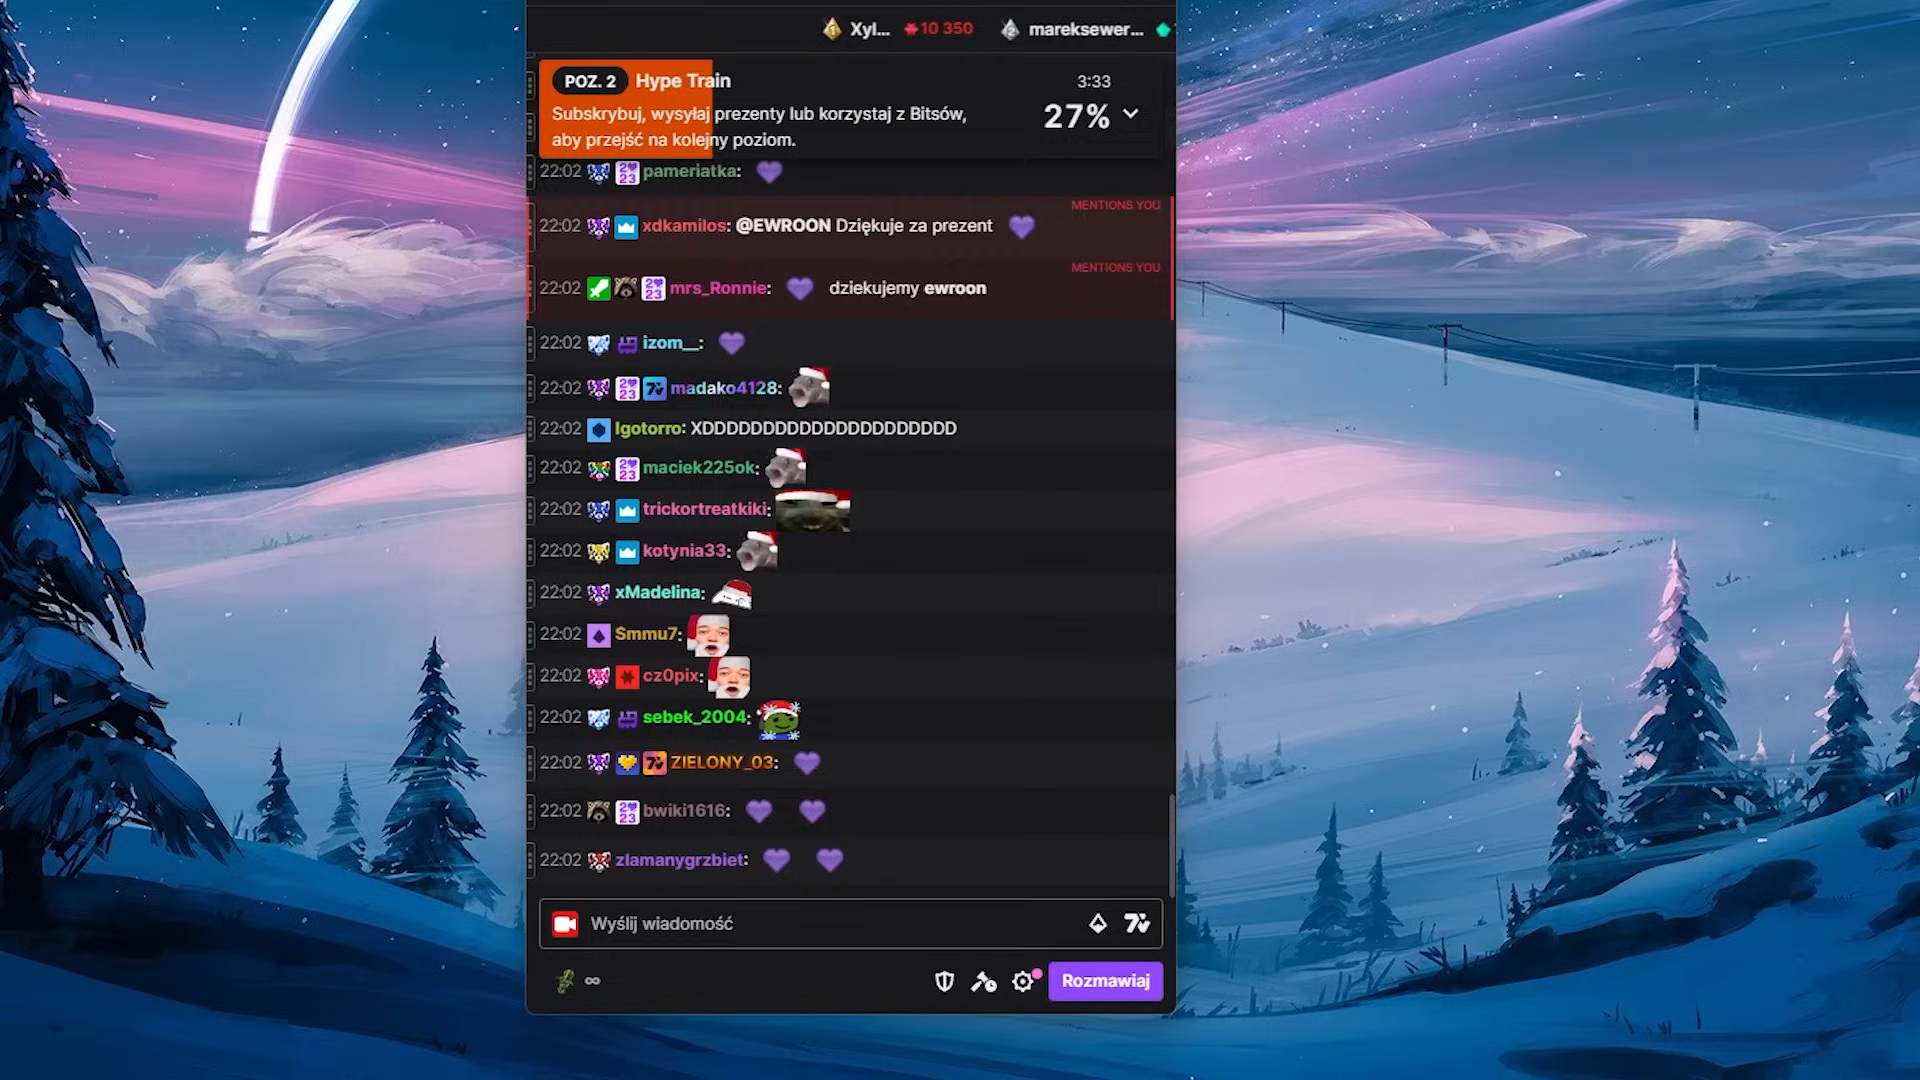 Xyl... 10 350 mareksewer...
POZ. 2 Hype Train 3:33
Subskrybuj, wysyłaj prezenty lub korzystaj z Bitsów, 27%
aby przejść na kolejny poziom.
22:02 pameriatka:
MENTIONS YOU
22:02 xdkamilos: @EWROON Dziękuje za prezent
MENTIONS YOU
22:02 mrs_Ronnie: dziekujemy ewroon
22:02 izom__:
22:02 madako4128:
22:02 Igotorro: XDDDDDDDDDDDDDDDDDDDDD
22:02 maciek225ok:
22:02 trickortreatkiki:
22:02 kotynia33:
22:02 xMadelina:
22:02 Smmu7:
22:02 cz0pix:
22:02 sebek_2004:
22:02 ZIELONY_03:
22:02 bwiki1616:
22:02 zlamanygrzbiet:
Wyślij wiadomość
Rozmawiaj